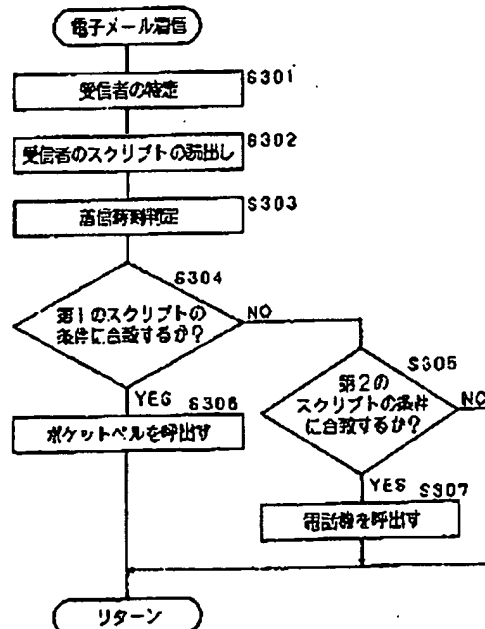 電子メール着信
S301
受信者の特定
S302
受信者のスクリプトの読出し
S303
着信時刻判定
S304
第1のスクリプトの
条件に合致するか?
NO
S305
第2の
スクリプトの条件
に合致するか?
NO
YES
S306
ポケットベルを呼出す
YES
S307
電話機を呼出す
リターン